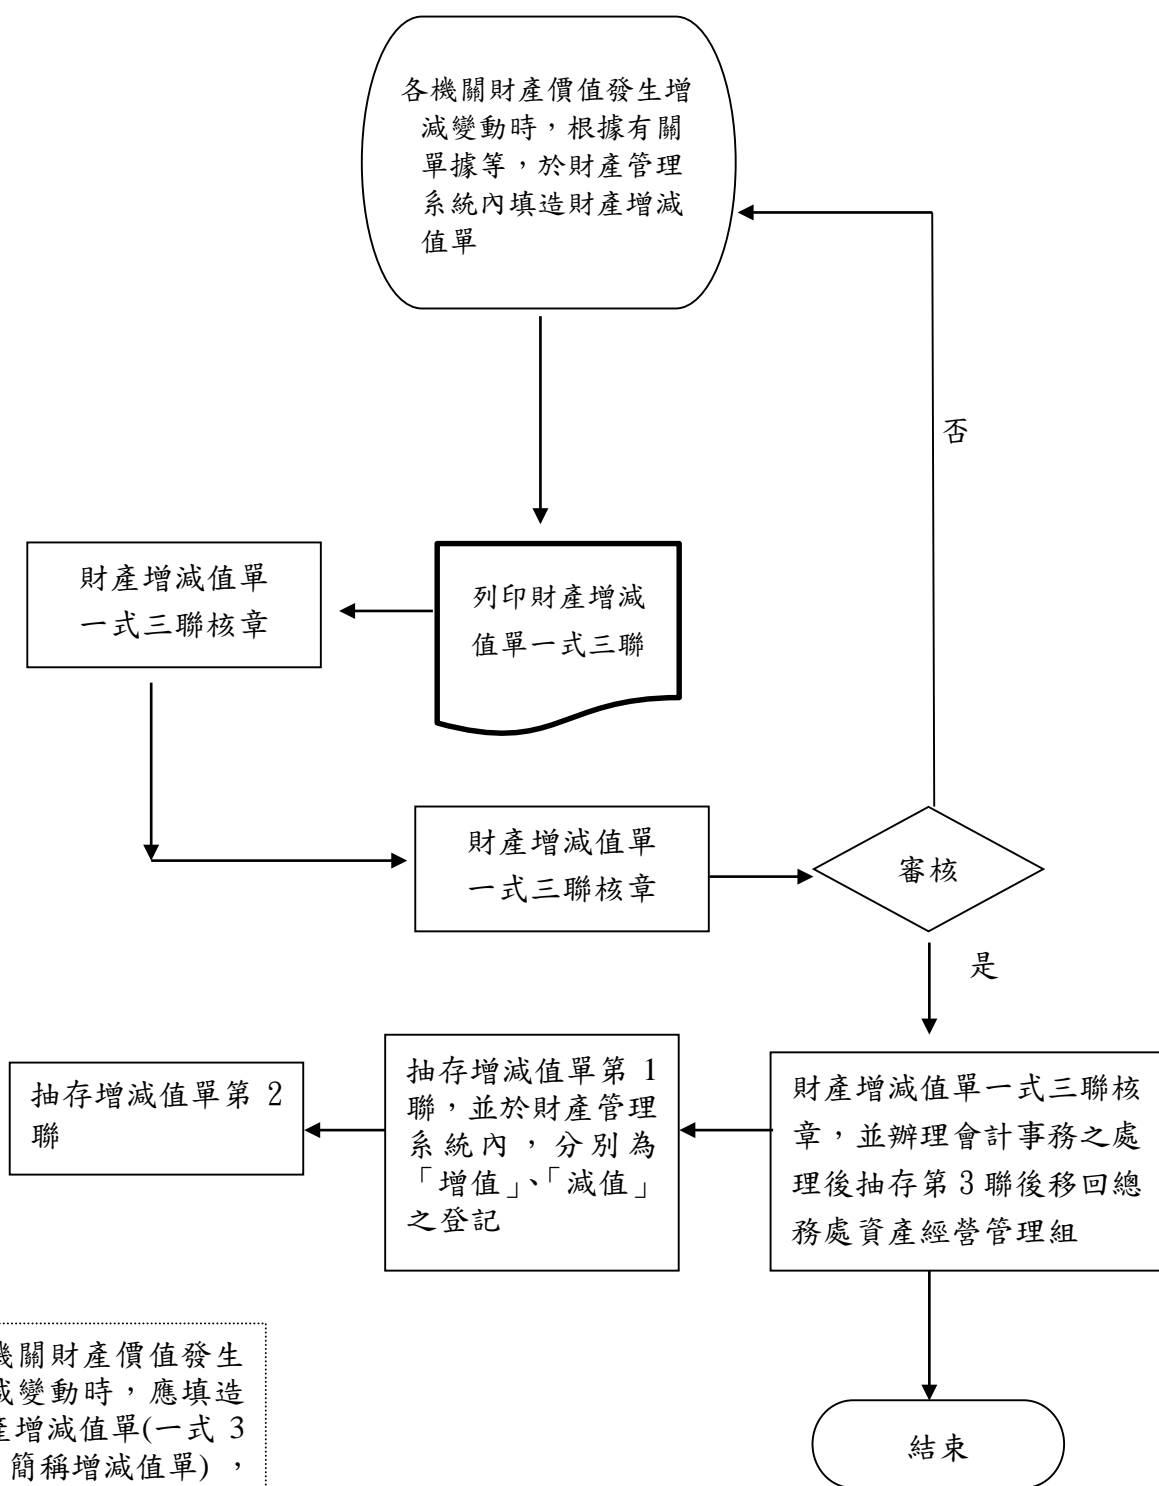 各機關財產價值發生增
減變動時，根據有關
單據等，於財產管理
系統內填造財產增減
值單
否
列印財產增減
值單一式三聯
財產增減值單
一式三聯核章
財產增減值單
一式三聯核章
審核
是
財產增減值單一式三聯核
章，並辦理會計事務之處
理後抽存第 3 聯後移回總
務處資產經營管理組
抽存增減值單第 1
聯，並於財產管理
系統內，分別為
「增值」、「減值」
之登記
抽存增減值單第 2
聯
結束
機關財產價值發生
減變動時，應填造
產增減值單(一式 3
簡稱增減值單) ，